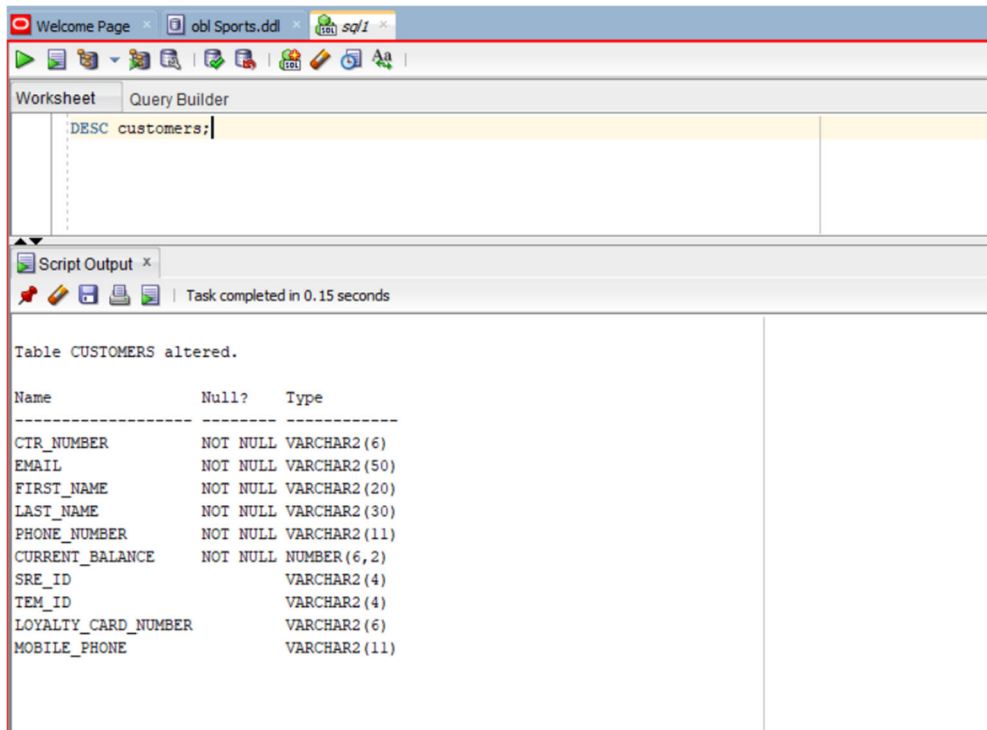 Welcome Page × obl Sports.ddl × sql1 ×
Worksheet Query Builder
DESC customers;
Script Output ×
Task completed in 0.15 seconds
Table CUSTOMERS altered.
Name Null? Type
------------------- -------- ------------
CTR_NUMBER NOT NULL VARCHAR2(6)
EMAIL NOT NULL VARCHAR2(50)
FIRST_NAME NOT NULL VARCHAR2(20)
LAST_NAME NOT NULL VARCHAR2(30)
PHONE_NUMBER NOT NULL VARCHAR2(11)
CURRENT_BALANCE NOT NULL NUMBER(6,2)
SRE_ID VARCHAR2(4)
TEM_ID VARCHAR2(4)
LOYALTY_CARD_NUMBER VARCHAR2(6)
MOBILE_PHONE VARCHAR2(11)